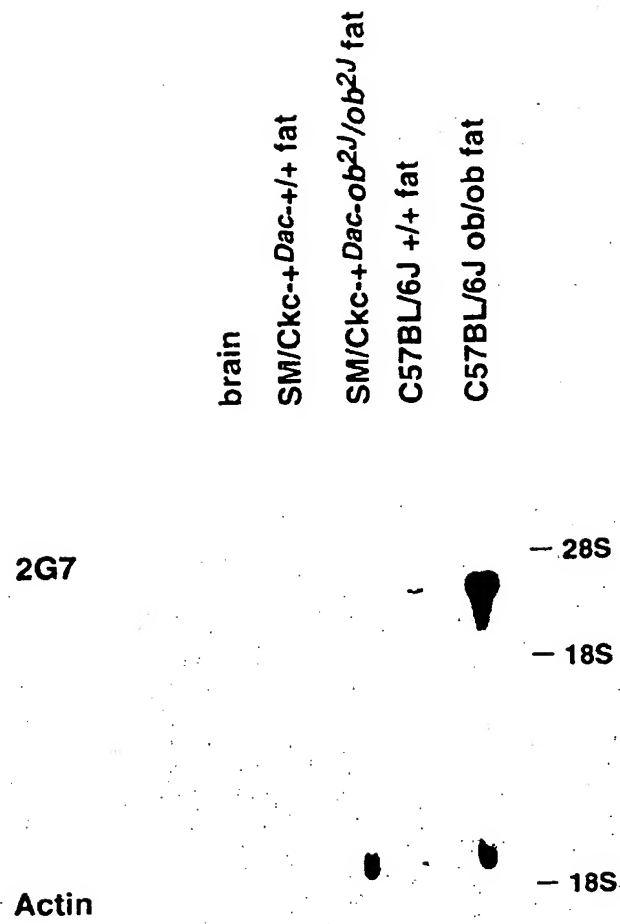 brain
SM/Ckc-+Dac-+/+ fat
SM/Ckc-+Dac-ob2J/ob2J fat
C57BL/6J +/+ fat
C57BL/6J ob/ob fat
2G7
— 28S
— 18S
Actin
— 18S